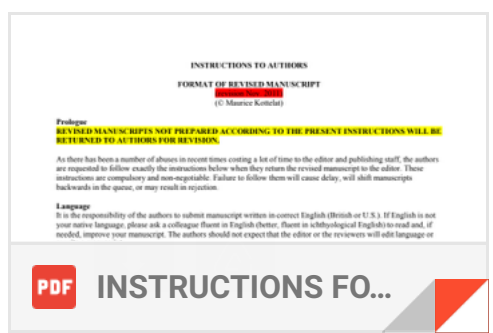 INSTRUCTIONS TO AUTHORS
FORMAT OF REVISED MANUSCRIPT
(© Maurice Kottelat)
Prologue
REVISED MANUSCRIPTS NOT PREPARED ACCORDING TO THE PRESENT INSTRUCTIONS WILL BE
RETURNED TO AUTHORS FOR REVISION.
As there has been a number of abuses in recent times costing a lot of time to the editor and publishing staff, the authors
are requested to follow exactly the instructions below when they return the revised manuscript to the editor. These
instructions are compulsory and non-negotiable. Failure to follow them will cause delay, will shift manuscripts
backwards in the queue, or may result in rejection.
Language
It is the responsibility of the authors to submit manuscript written in correct English (British or U.S.). If English is not
your native language, please ask a colleague fluent in English (better, fluent in ichthyological English) to read and, if
needed, improve your manuscript. The authors should not expect that the editor or the reviewers will edit language or
PDF INSTRUCTIONS FO...